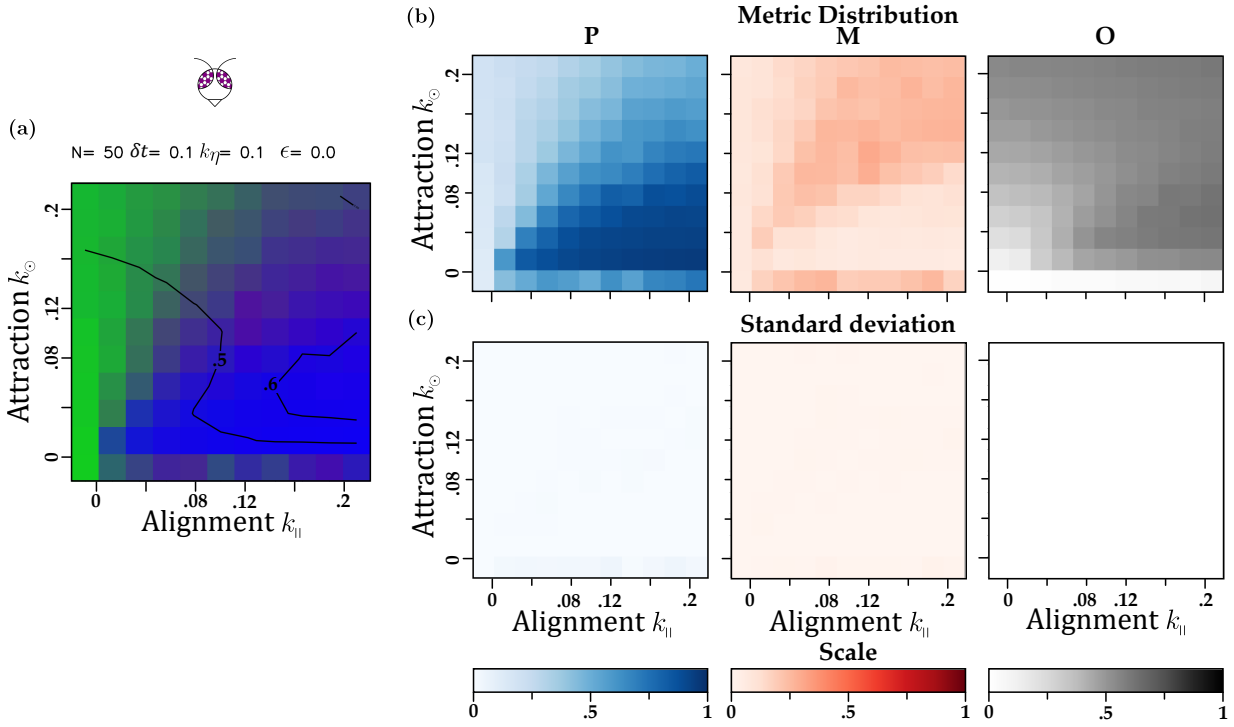 (a)
N= 50 δt= 0.1 kη= 0.1 ϵ= 0.0
Attraction k⊙
.2
.12
.08
0
.5
.6
0 .08 .12 .2
Alignment k||
(b)
Metric Distribution
P M O
Attraction k⊙
.2
.12
.08
0
(c)
Standard deviation
Attraction k⊙
.2
.12
.08
0
0 .08 .12 .2
0 .08 .12 .2
0 .08 .12 .2
Alignment k|| Alignment k|| Alignment k||
Scale
0 .5 1
0 .5 1
0 .5 1